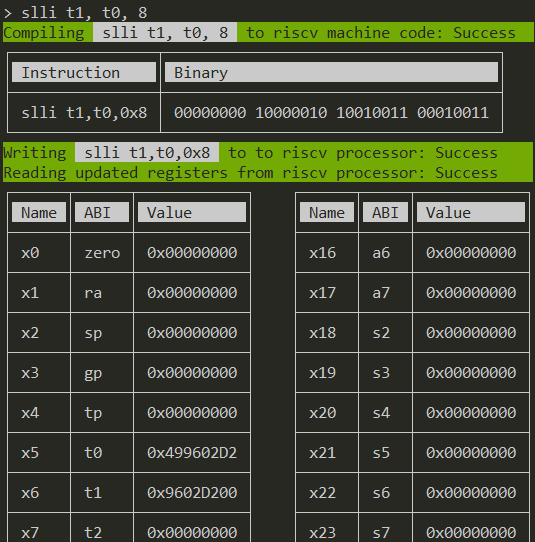 > slli t1, t0, 8
Compiling slli t1, t0, 8 to riscv machine code: Success
Instruction Binary
slli t1,t0,0x8 00000000 10000010 10010011 00010011
Writing slli t1,t0,0x8 to to riscv processor: Success
Reading updated registers from riscv processor: Success
Name ABI Value Name ABI Value
x0 zero 0x00000000 x16 a6 0x00000000
x1 ra 0x00000000 x17 a7 0x00000000
x2 sp 0x00000000 x18 s2 0x00000000
x3 gp 0x00000000 x19 s3 0x00000000
x4 tp 0x00000000 x20 s4 0x00000000
x5 t0 0x499602D2 x21 s5 0x00000000
x6 t1 0x9602D200 x22 s6 0x00000000
x7 t2 0x00000000 x23 s7 0x00000000